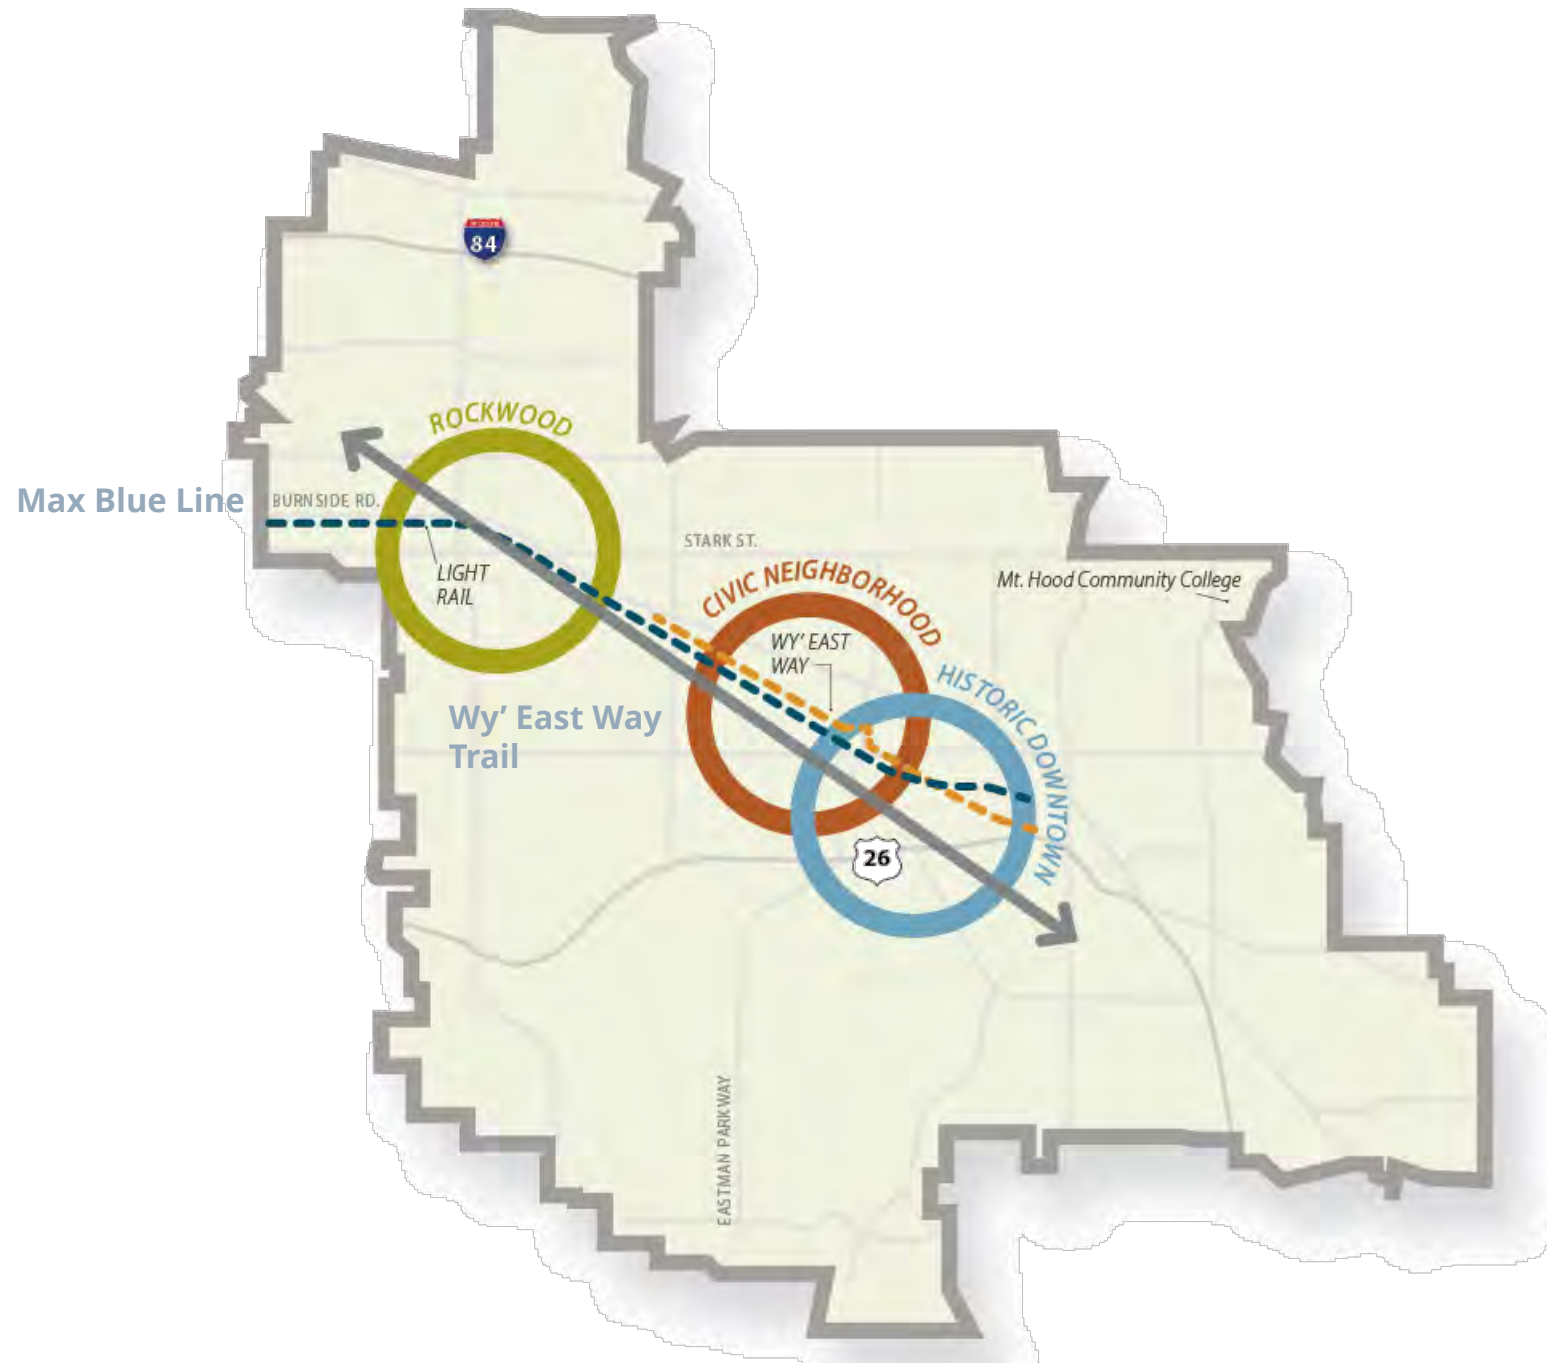 84
ROCKWOOD
Max Blue Line
BURNSIDE RD.
STARK ST.
LIGHT
RAIL
CIVIC NEIGHBORHOOD
Mt. Hood Community College
WY' EAST
WAY
HISTORIC DOWNTOWN
Wy’ East Way
Trail
26
EASTMAN PARKWAY